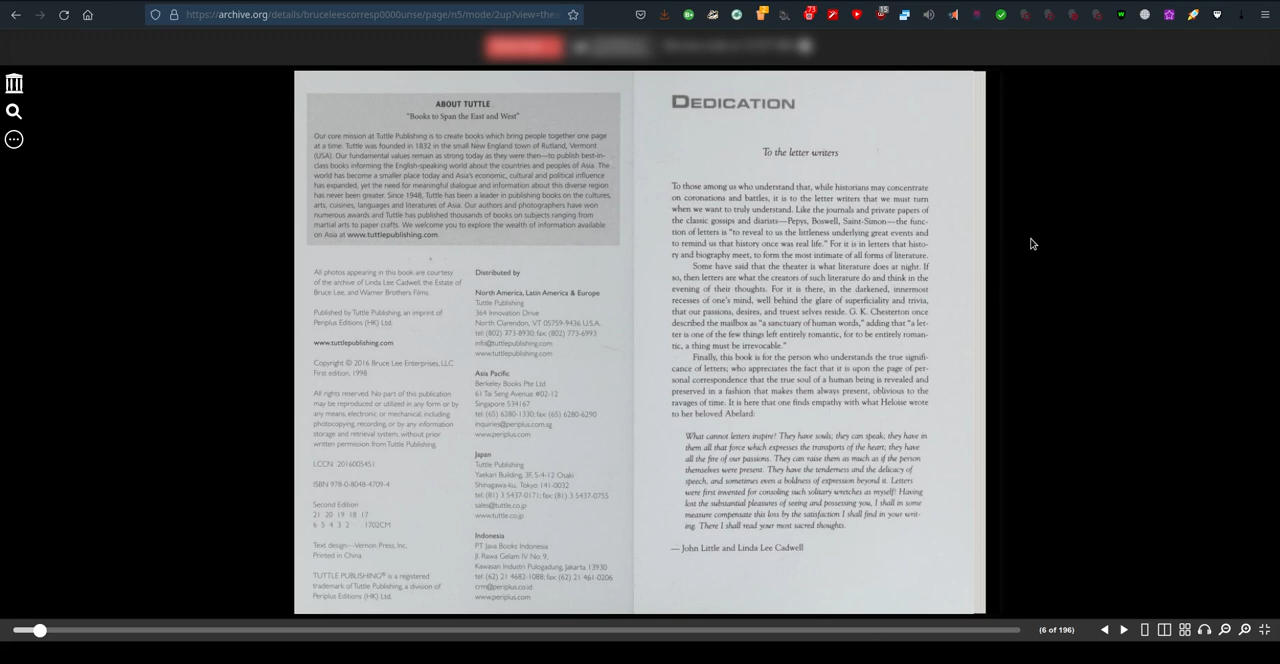 https://archive.org/details/bruceleescorresp0000unse/page/n5/mode/2up?view=thea
2
73
15
ABOUT TUTTLE
"Books to Span the East and West"
Our core mission at Tuttle Publishing is to create books which bring people together one page
at a time. Tuttle was founded in 1832 in the small New England town of Rutland, Vermont
(USA). Our fundamental values remain as strong today as they were then—to publish best-in-
class books informing the English-speaking world about the countries and peoples of Asia. The
world has become a smaller place today and Asia's economic, cultural and political influence
has expanded, yet the need for meaningful dialogue and information about this diverse region
has never been greater. Since 1948, Tuttle has been a leader in publishing books on the cultures,
arts, cuisines, languages and literatures of Asia. Our authors and photographers have won
numerous awards and Tuttle has published thousands of books on subjects ranging from
martial arts to paper crafts. We welcome you to explore the wealth of information available
on Asia at www.tuttlepublishing.com.
All photos appearing in this book are courtesy
of the archive of Linda Lee Cadwell, the Estate of
Bruce Lee, and Warner Brothers Films.
Published by Tuttle Publishing, an imprint of
Periplus Editions (HK) Ltd.
www.tuttlepublishing.com
Copyright © 2016 Bruce Lee Enterprises, LLC
First edition, 1998
All rights reserved. No part of this publication
may be reproduced or utilized in any form or by
any means, electronic or mechanical, including
photocopying, recording, or by any information
storage and retrieval system, without prior
written permission from Tuttle Publishing.
LCCN 2016005451
ISBN 978-0-8048-4709-4
Second Edition
21 20 19 18 17
6 5 4 3 2 1702CM
Text design—Vernon Press, Inc.
Printed in China
TUTTLE PUBLISHING® is a registered
trademark of Tuttle Publishing, a division of
Periplus Editions (HK) Ltd.
Distributed by
North America, Latin America & Europe
Tuttle Publishing
364 Innovation Drive
North Clarendon, VT 05759-9436 U.S.A.
tel: (802) 773-8930; fax: (802) 773-6993
info@tuttlepublishing.com
www.tuttlepublishing.com
Asia Pacific
Berkeley Books Pte Ltd
61 Tai Seng Avenue #02-12
Singapore 534167
tel: (65) 6280-1330; fax: (65) 6280-6290
inquiries@periplus.com.sg
www.periplus.com
Japan
Tuttle Publishing
Yaekari Building, 3F, 5-4-12 Osaki
Shinagawa-ku, Tokyo 141-0032
tel: (81) 3 5437-0171; fax: (81) 3 5437-0755
sales@tuttle.co.jp
www.tuttle.co.jp
Indonesia
PT Java Books Indonesia
Jl. Rawa Gelam IV No. 9,
Kawasan Industri Pulogadung, Jakarta 13930
tel: (62) 21 4682-1088; fax: (62) 21 461-0206
crm@periplus.co.id
www.periplus.com
DEDICATION
To the letter writers
To those among us who understand that, while historians may concentrate
on coronations and battles, it is to the letter writers that we must turn
when we want to truly understand. Like the journals and private papers of
the classic gossips and diarists—Pepys, Boswell, Saint-Simon—the func-
tion of letters is "to reveal to us the littleness underlying great events and
to remind us that history once was real life." For it is in letters that histo-
ry and biography meet, to form the most intimate of all forms of literature.
Some have said that the theater is what literature does at night. If
so, then letters are what the creators of such literature do and think in the
evening of their thoughts. For it is there, in the darkened, innermost
recesses of one's mind, well behind the glare of superficiality and trivia,
that our passions, desires, and truest selves reside. G. K. Chesterton once
described the mailbox as "a sanctuary of human words," adding that "a let-
ter is one of the few things left entirely romantic, for to be entirely roman-
tic, a thing must be irrevocable."
Finally, this book is for the person who understands the true signifi-
cance of letters; who appreciates the fact that it is upon the page of per-
sonal correspondence that the true soul of a human being is revealed and
preserved in a fashion that makes them always present, oblivious to the
ravages of time. It is here that one finds empathy with what Heloise wrote
to her beloved Abelard:
What cannot letters inspire? They have souls; they can speak; they have in
them all that force which expresses the transports of the heart; they have
all the fire of our passions. They can raise them as much as if the person
themselves were present. They have the tenderness and the delicacy of
speech, and sometimes even a boldness of expression beyond it. Letters
were first invented for consoling such solitary wretches as myself! Having
lost the substantial pleasures of seeing and possessing you, I shall in some
measure compensate this loss by the satisfaction I shall find in your writ-
ing. There I shall read your most sacred thoughts.
— John Little and Linda Lee Cadwell
(6 of 196)